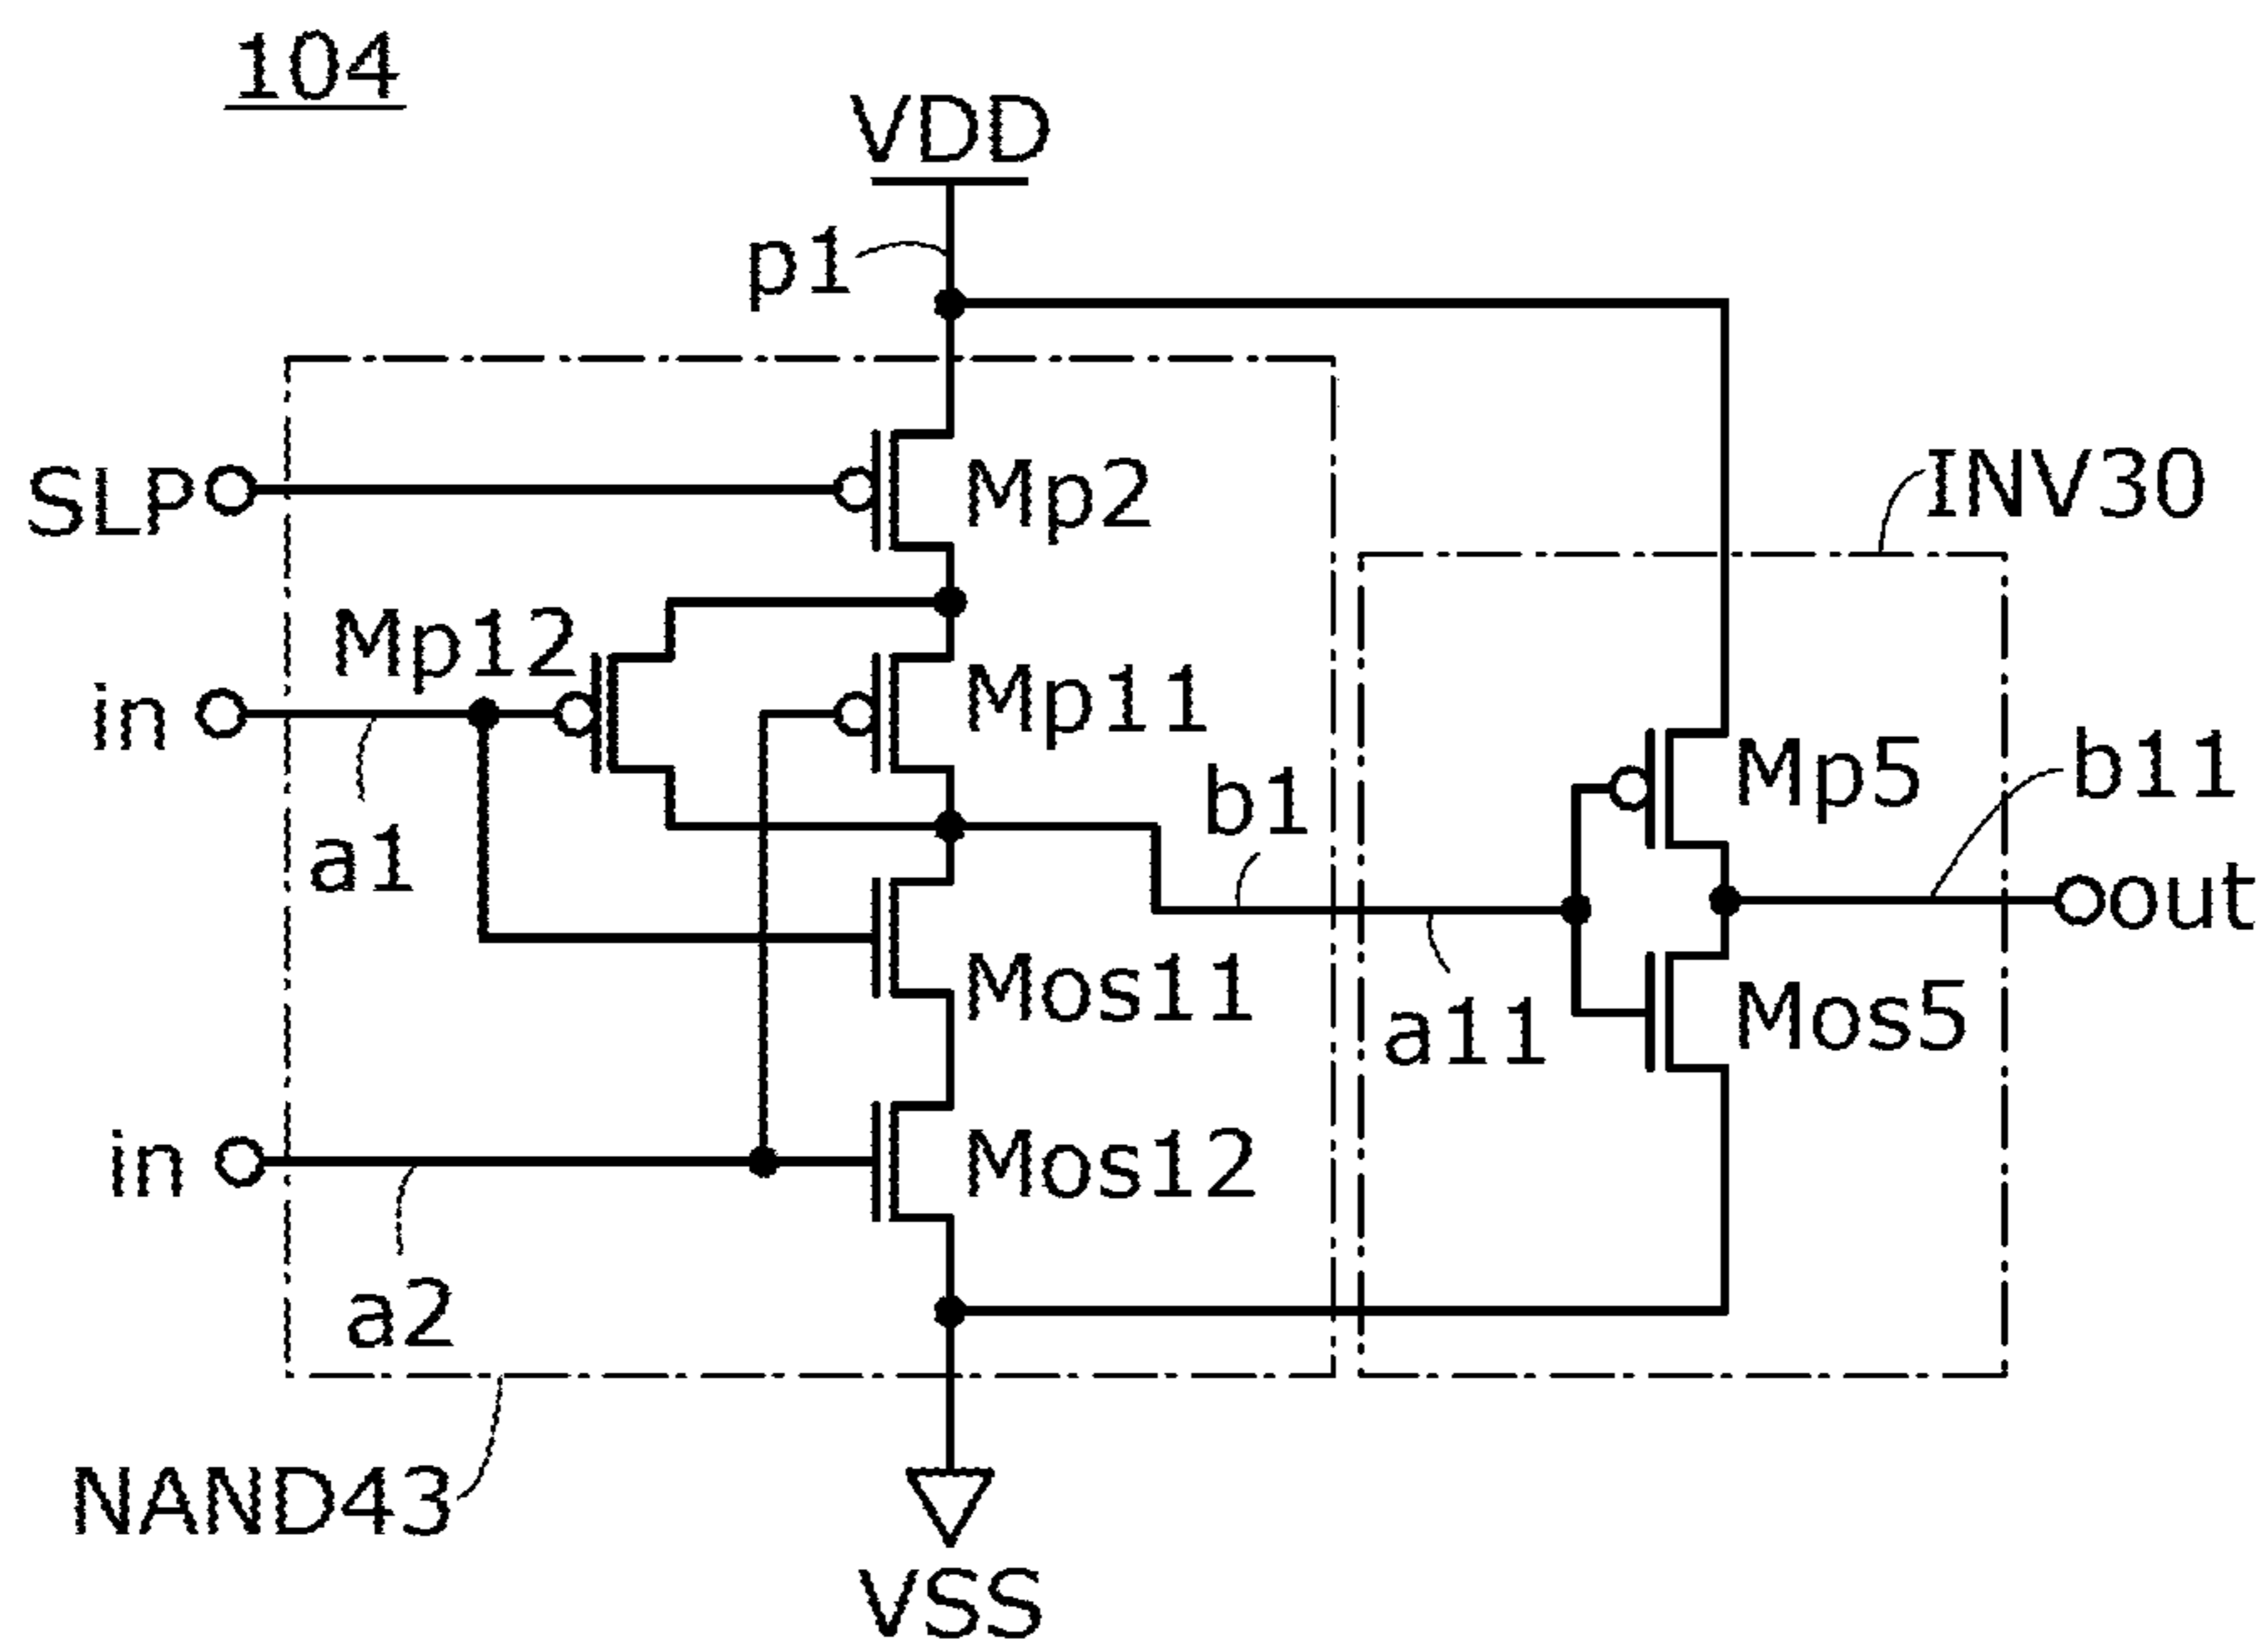 104
VDD
p1
SLP
Mp2
INV30
Mp12
in
Mp11
Mp5
b11
b1
a1
out
Mos11
Mos5
a11
in
Mos12
a2
NAND43
VSS